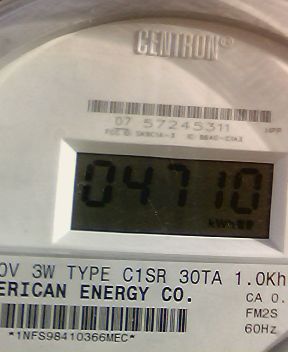 CENTRON®
07 57245311
04710
kWh
0V 3W TYPE C1SR 30TA 1.0Kh
ERICAN ENERGY CO.
CA 0.
FM2S
*1NFS98410366MEC*
60Hz